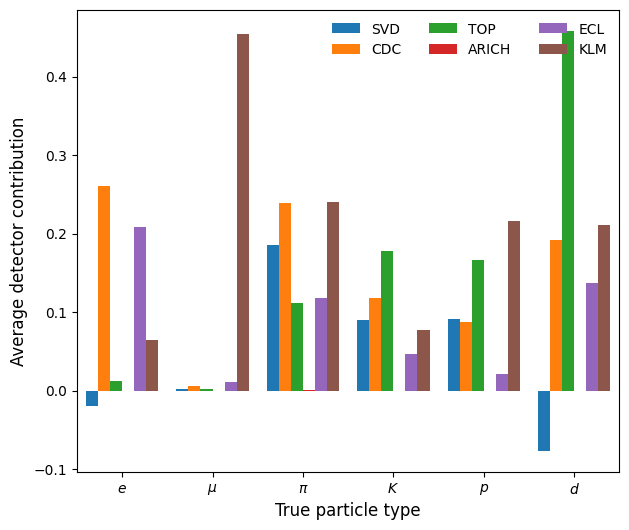 SVD TOP ECL
CDC ARICH KLM
Average detector contribution
0.4
0.3
0.2
0.1
0.0
−0.1
e μ π K p d
True particle type